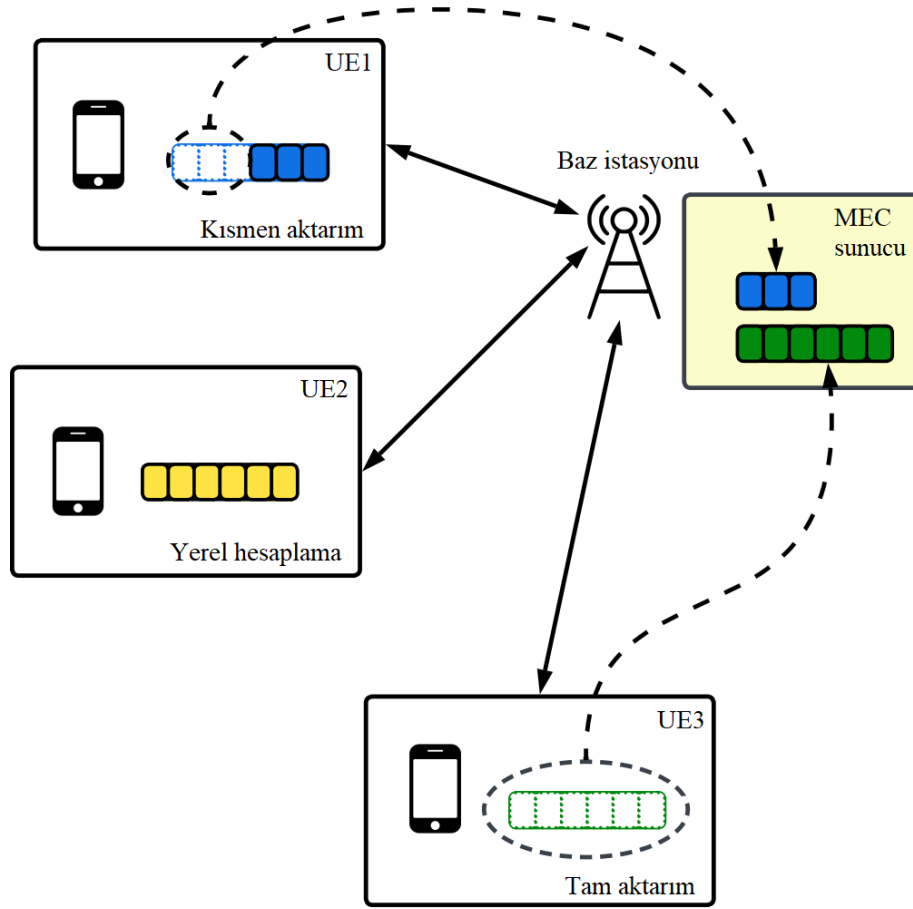 UE1
Kısmen aktarım
Baz istasyonu
MEC
sunucu
UE2
Yerel hesaplama
UE3
Tam aktarım